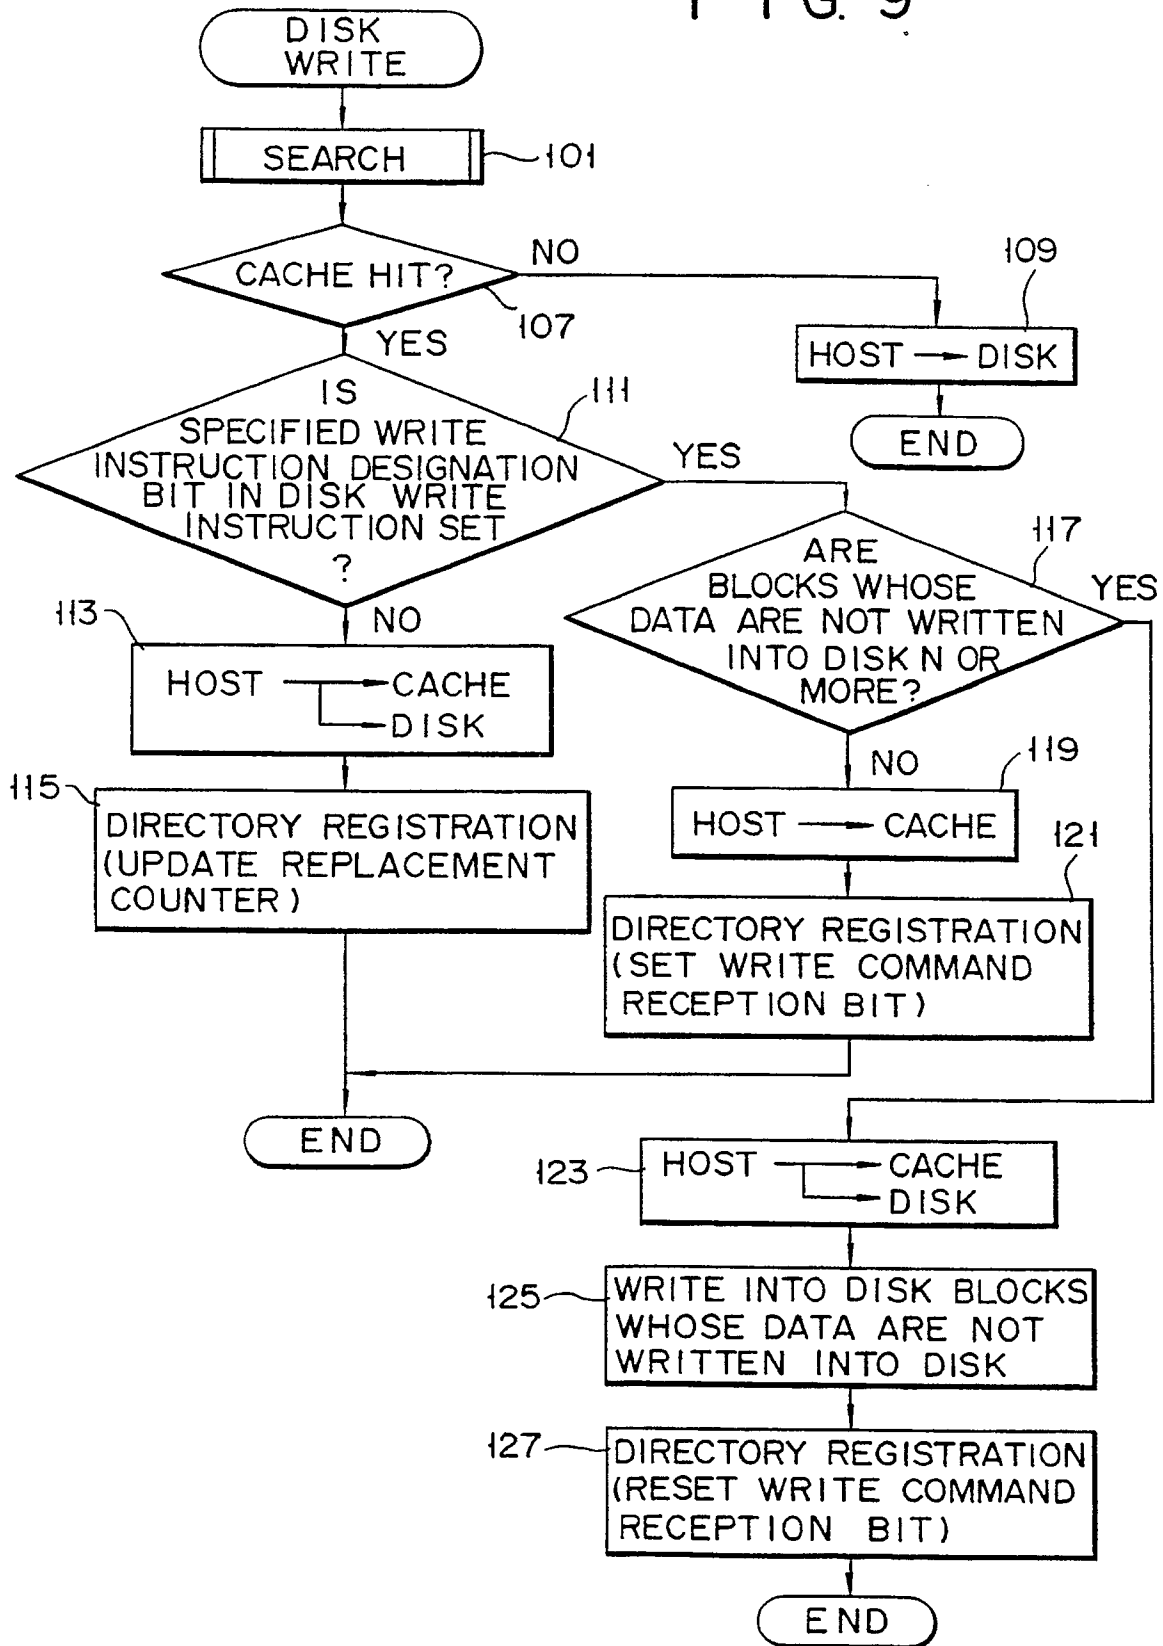 FIG. 9
DISK
WRITE
SEARCH
101
CACHE HIT?
NO
107
109
YES
HOST
DISK
END
IS
SPECIFIED WRITE
INSTRUCTION DESIGNATION
BIT IN DISK WRITE
INSTRUCTION SET
?
111
YES
117
ARE
BLOCKS WHOSE
DATA ARE NOT WRITTEN
INTO DISK N OR
MORE?
YES
NO
113
HOST
CACHE
DISK
115
DIRECTORY REGISTRATION
(UPDATE REPLACEMENT
COUNTER)
NO
119
HOST
CACHE
121
DIRECTORY REGISTRATION
(SET WRITE COMMAND
RECEPTION BIT)
END
123
HOST
CACHE
DISK
125
WRITE INTO DISK BLOCKS
WHOSE DATA ARE NOT
WRITTEN INTO DISK
127
DIRECTORY REGISTRATION
(RESET WRITE COMMAND
RECEPTION BIT)
END